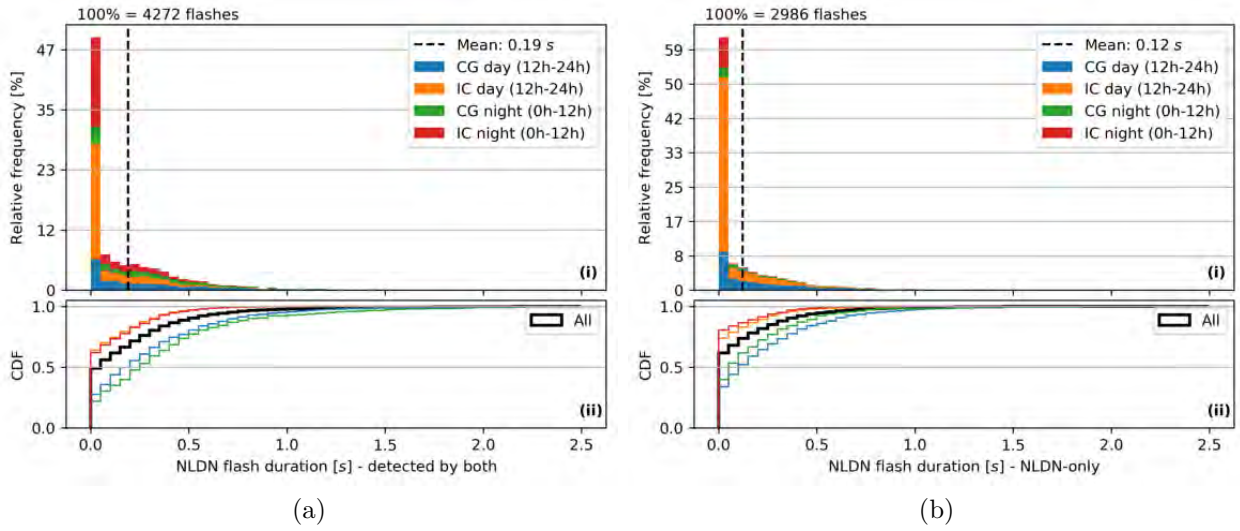 100% = 4272 flashes
47
35
23
12
0
Relative frequency [%]
Mean: 0.19 s
CG day (12h-24h)
IC day (12h-24h)
CG night (0h-12h)
IC night (0h-12h)
(i)
1.0
0.5
0.0
CDF
All
(ii)
0.0 0.5 1.0 1.5 2.0 2.5
NLDN flash duration [s] - detected by both
(a)
100% = 2986 flashes
59
50
42
33
25
17
8
0
Relative frequency [%]
Mean: 0.12 s
CG day (12h-24h)
IC day (12h-24h)
CG night (0h-12h)
IC night (0h-12h)
(i)
1.0
0.5
0.0
CDF
All
(ii)
0.0 0.5 1.0 1.5 2.0 2.5
NLDN flash duration [s] - NLDN-only
(b)